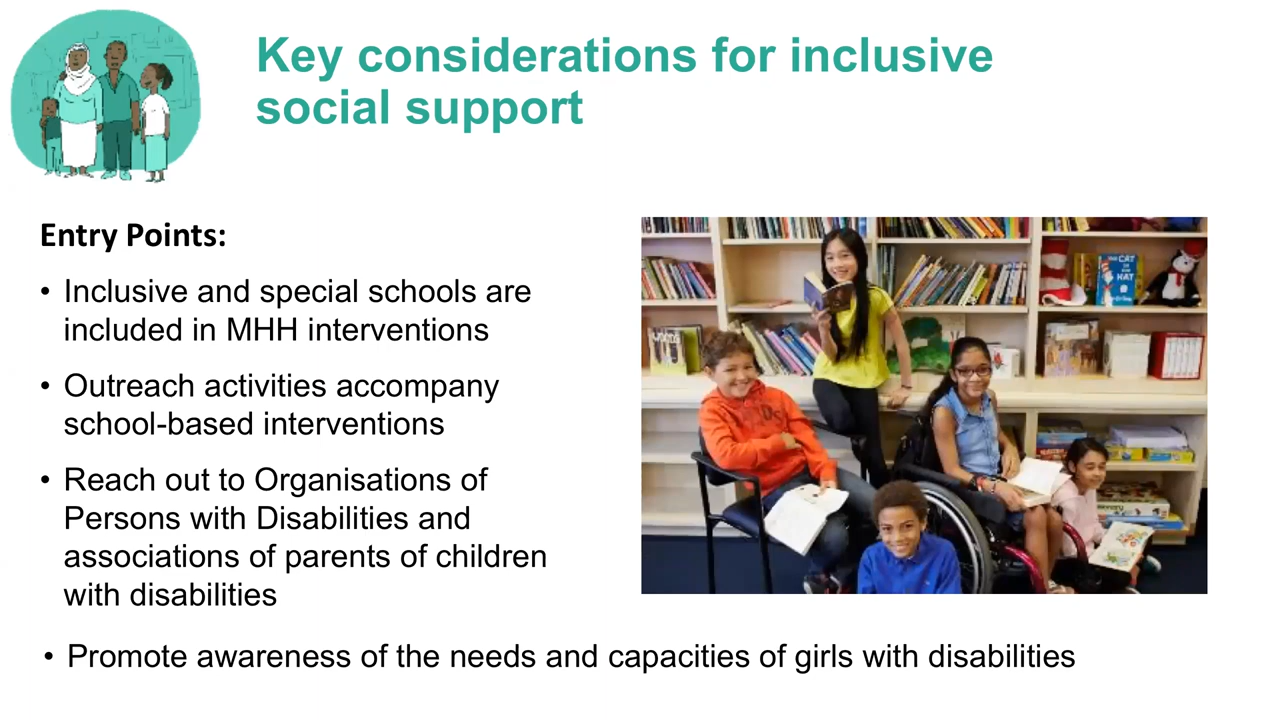 Key considerations for inclusive
social support
Entry Points:
• Inclusive and special schools are
included in MHH interventions
• Outreach activities accompany
school-based interventions
• Reach out to Organisations of
Persons with Disabilities and
associations of parents of children
with disabilities
• Promote awareness of the needs and capacities of girls with disabilities
CAT
HAT